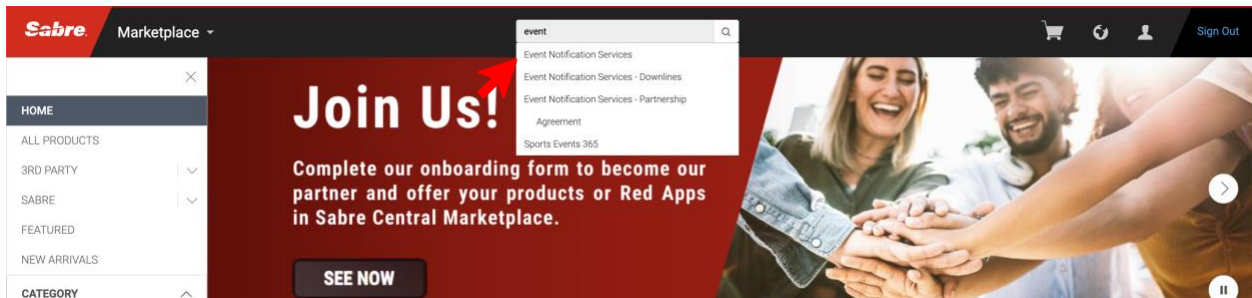 Sabre
Marketplace
event
Sign Out
Event Notification Services
Event Notification Services - Downlines
Event Notification Services - Partnership
Agreement
Sports Events 365
HOME
ALL PRODUCTS
3RD PARTY
SABRE
FEATURED
NEW ARRIVALS
CATEGORY
Join Us!
Complete our onboarding form to become our
partner and offer your products or Red Apps
in Sabre Central Marketplace.
SEE NOW